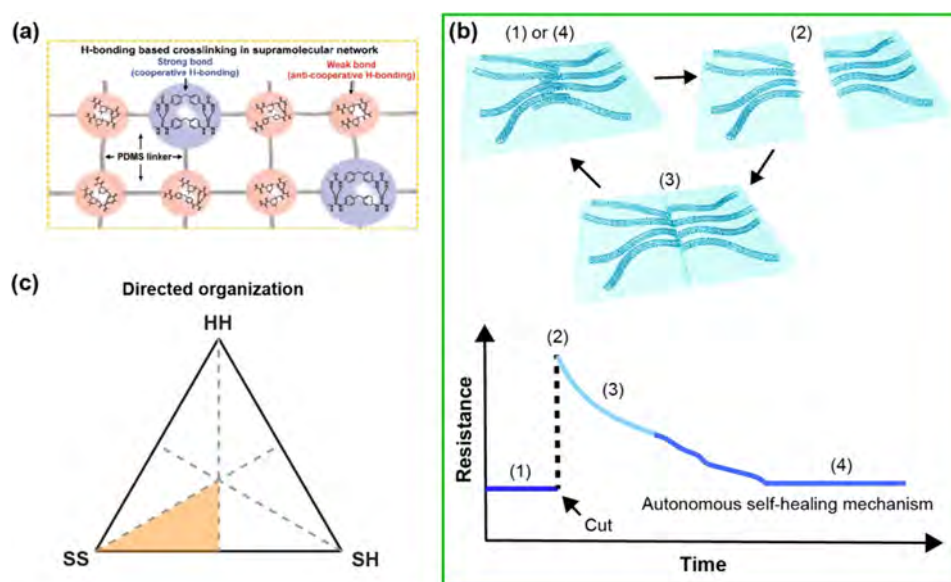 (a)
H-bonding based crosslinking in supramolecular network
Strong bond
(cooperative H-bonding)
Weak bond
(anti-cooperative H-bonding)
PDMS linker
(b)
(1) or (4)
(2)
(3)
Resistance
(2)
(3)
(1)
(4)
Autonomous self-healing mechanism
Cut
Time
(c)
Directed organization
HH
SS
SH